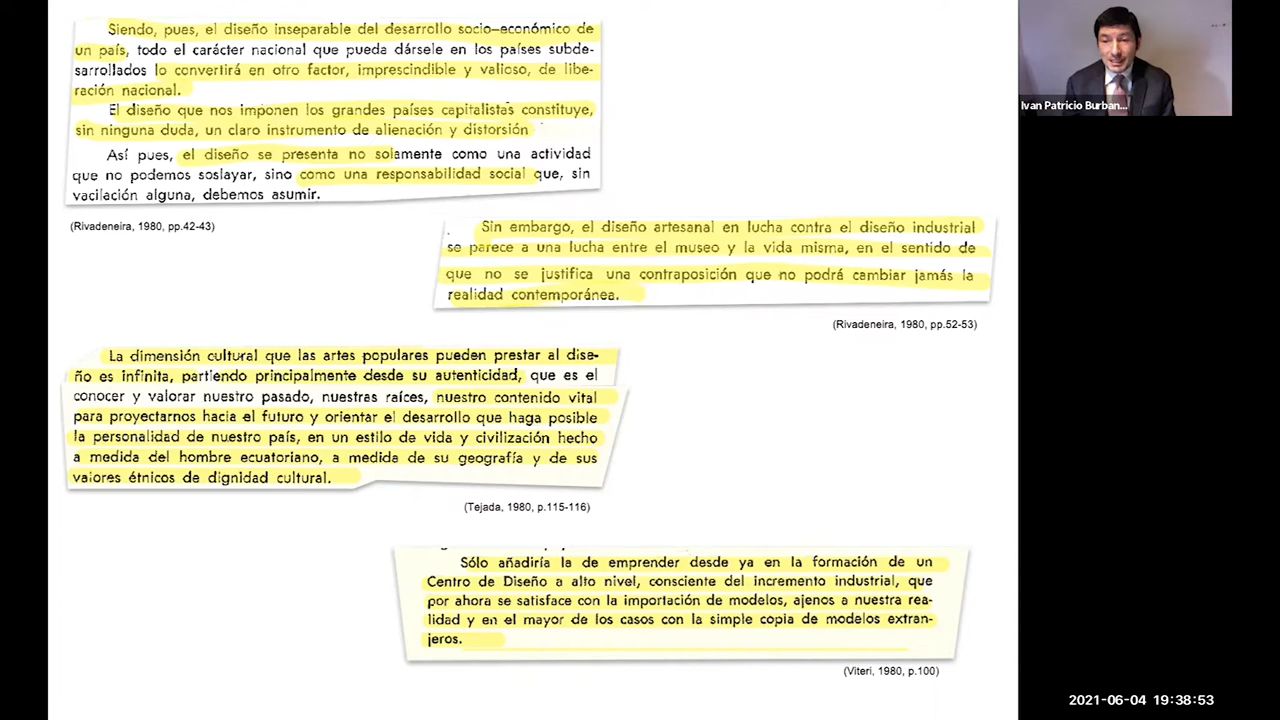 Siendo, pues, el diseño inseparable del desarrollo socio-económico de
un país, todo el carácter nacional que pueda dársele en los países subde-
sarrollados lo convertirá en otro factor, imprescindible y valioso, de libe-
ración nacional.
El diseño que nos imponen los grandes países capitalistas constituye,
sin ninguna duda, un claro instrumento de alienación y distorsión
Así pues, el diseño se presenta no solamente como una actividad
que no podemos soslayar, sino como una responsabilidad social que, sin
vacilación alguna, debemos asumir.
(Rivadeneira, 1980, pp.42-43)
Sin embargo, el diseño artesanal en lucha contra el diseño industrial
se parece a una lucha entre el museo y la vida misma, en el sentido de
que no se justifica una contraposición que no podrá cambiar jamás la
realidad contemporánea.
(Rivadeneira, 1980, pp.52-53)
La dimensión cultural que las artes populares pueden prestar al dise-
ño es infinita, partiendo principalmente desde su autenticidad, que es el
conocer y valorar nuestro pasado, nuestras raíces, nuestro contenido vital
para proyectarnos hacia el futuro y orientar el desarrollo que haga posible
la personalidad de nuestro país, en un estilo de vida y civilización hecho
a medida del hombre ecuatoriano, a medida de su geografía y de sus
valores étnicos de dignidad cultural.
(Tejada, 1980, p.115-116)
Sólo añadiría la de emprender desde ya en la formación de un
Centro de Diseño a alto nivel, consciente del incremento industrial, que
por ahora se satisface con la importación de modelos, ajenos a nuestra rea-
lidad y en el mayor de los casos con la simple copia de modelos extran-
jeros.
(Viteri, 1980, p.100)
Ivan Patricio Burban...
2021-06-04 19:38:53